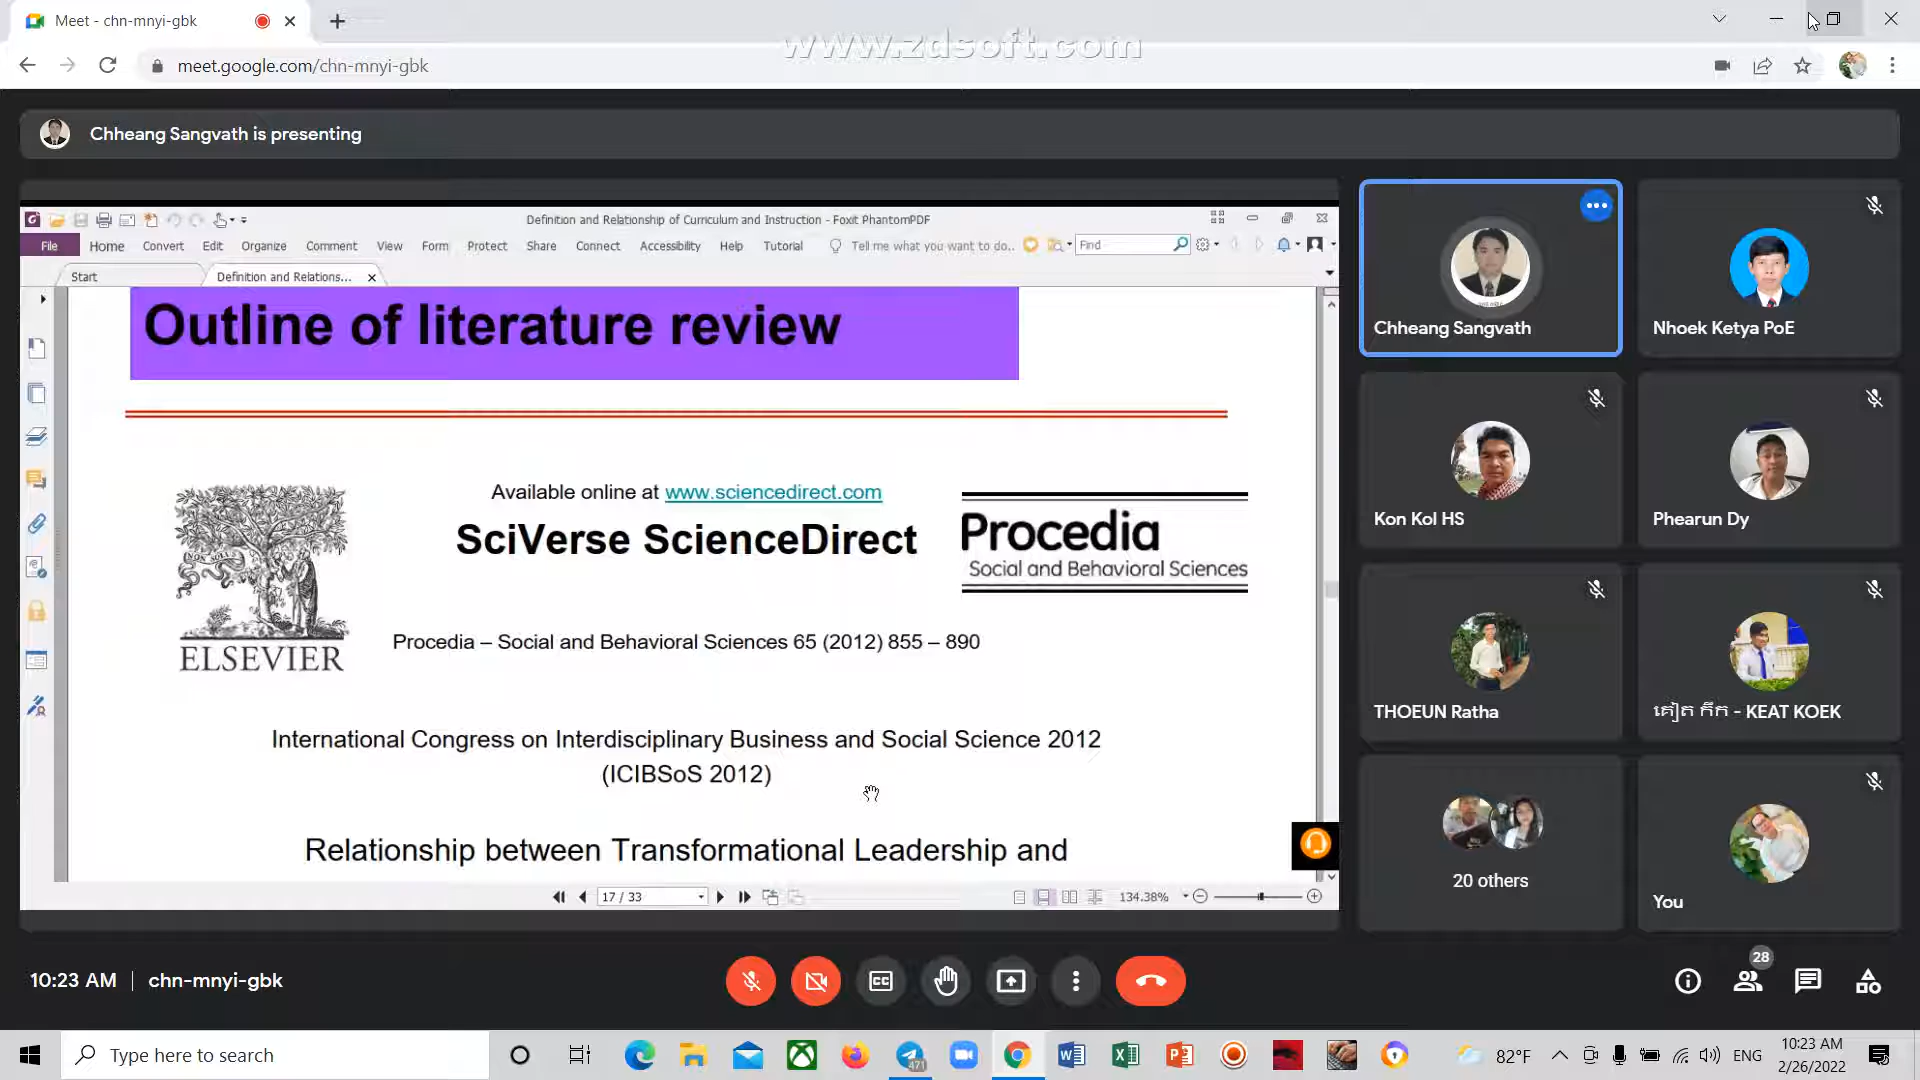 Meet - chn-mnyi-gbk
www.zdsoft.com
meet.google.com/chn-mnyi-gbk
Chheang Sangvath is presenting
Definition and Relationship of Curriculum and Instruction - Foxit PhantomPDF
File Home Convert Edit Organize Comment View Form Protect Share Connect Accessibility Help Tutorial Tell me what you want to do.. Find
Start Definition and Relations...
Outline of literature review
Available online at www.sciencedirect.com
SciVerse ScienceDirect
Procedia
Social and Behavioral Sciences
ELSEVIER
Procedia – Social and Behavioral Sciences 65 (2012) 855 – 890
International Congress on Interdisciplinary Business and Social Science 2012
(ICIBSoS 2012)
Relationship between Transformational Leadership and
17 / 33
134.38%
Chheang Sangvath
Nhoek Ketya PoE
Kon Kol HS
Phearun Dy
THOEUN Ratha
គៀត កឹក - KEAT KOEK
20 others
You
10:23 AM
chn-mnyi-gbk
CC
28
Type here to search
471
82°F
ENG
10:23 AM
2/26/2022